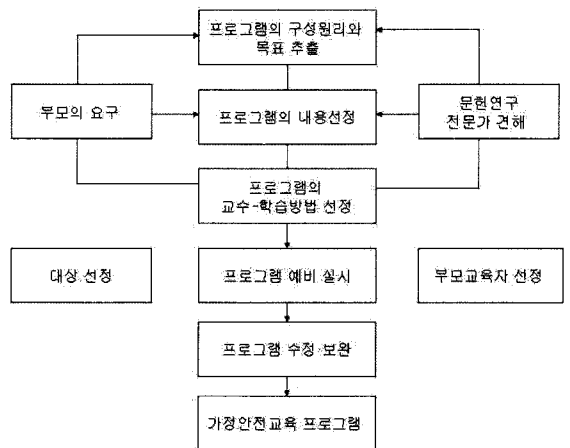 프로그램의 구성원리와
목표 추출
부모의 요구
프로그램의 내용선정
문헌연구
전문가 견해
프로그램의
교수-학습방법 선정
대상 선정
프로그램 예비 실시
부모교육자 선정
프로그램 수정·보완
가정안전교육 프로그램